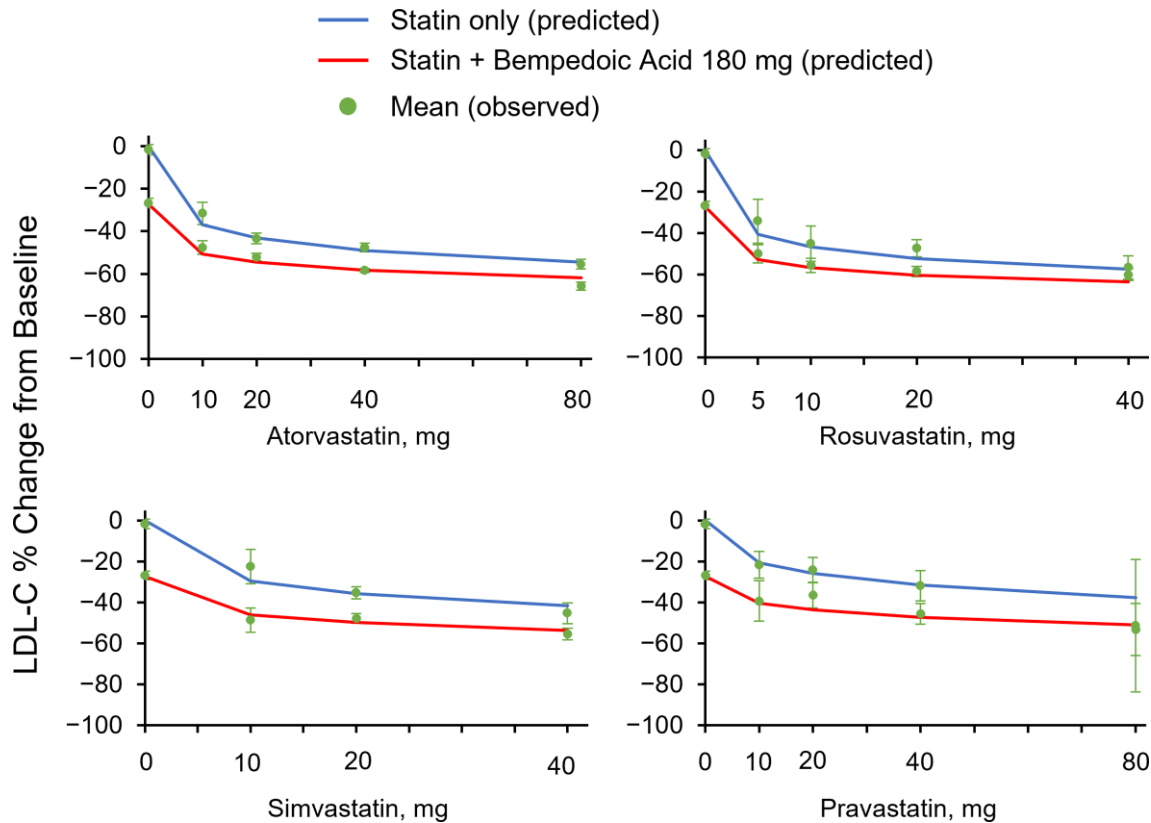 Statin only (predicted)
Statin + Bempedoic Acid 180 mg (predicted)
Mean (observed)
LDL-C % Change from Baseline
0
−20
−40
−60
−80
−100
0 10 20 40 80
Atorvastatin, mg
0
−20
−40
−60
−80
−100
0 5 10 20 40
Rosuvastatin, mg
0
−20
−40
−60
−80
−100
0 10 20 40
Simvastatin, mg
0
−20
−40
−60
−80
−100
0 10 20 40 80
Pravastatin, mg